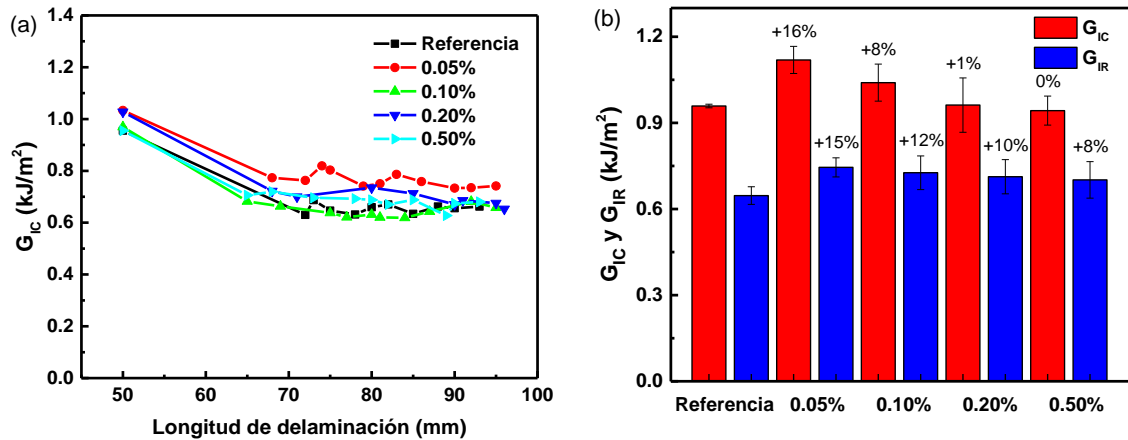 (a)
1.4
1.2
1.0
0.8
0.6
0.4
0.2
0.0
G_IC (kJ/m²)
Referencia
0.05%
0.10%
0.20%
0.50%
50 60 70 80 90 100
Longitud de delaminación (mm)
(b)
1.2
0.9
0.6
0.3
0.0
G_IC y G_IR (kJ/m²)
G_IC
G_IR
+16%
+8%
+1%
0%
+15%
+12%
+10%
+8%
Referencia 0.05% 0.10% 0.20% 0.50%